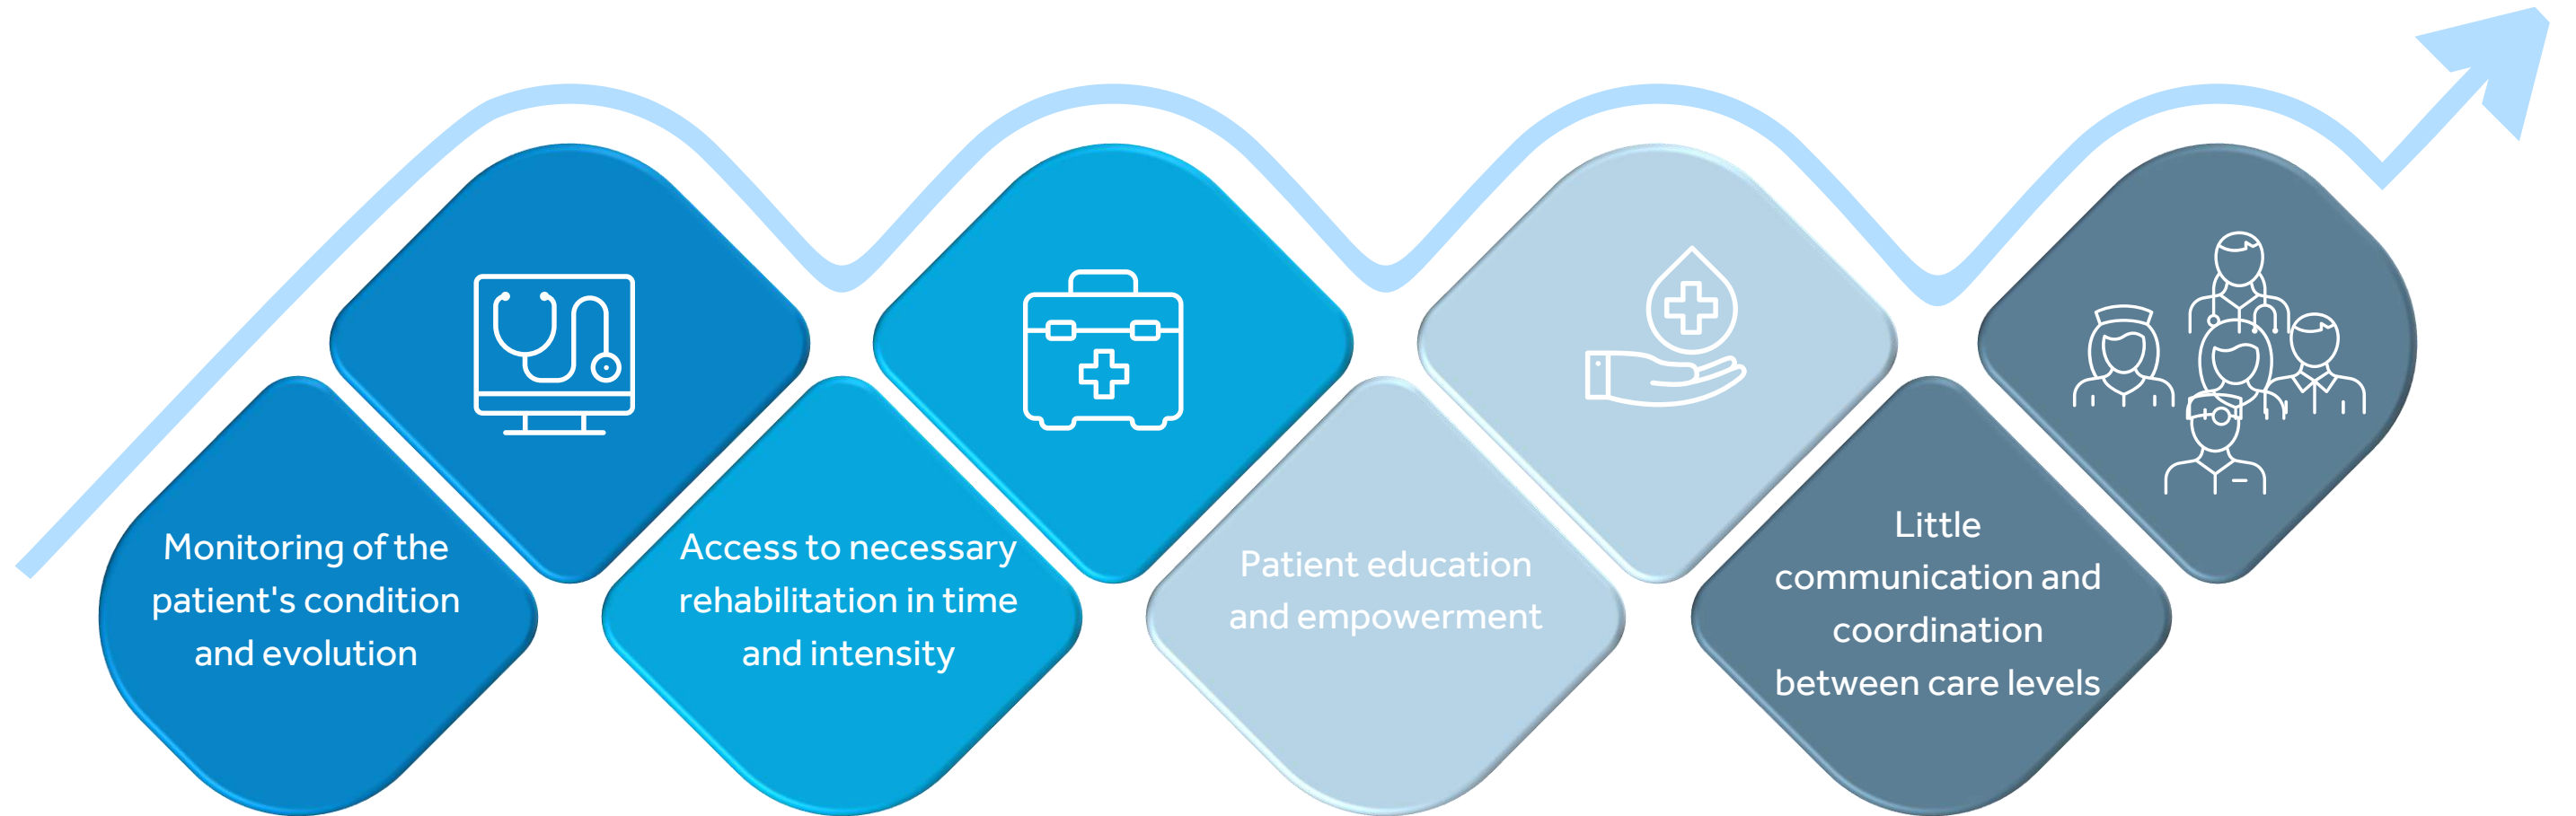 Monitoring of the
patient's condition
and evolution
Access to necessary
rehabilitation in time
and intensity
Patient education
and empowerment
Little
communication and
coordination
between care levels